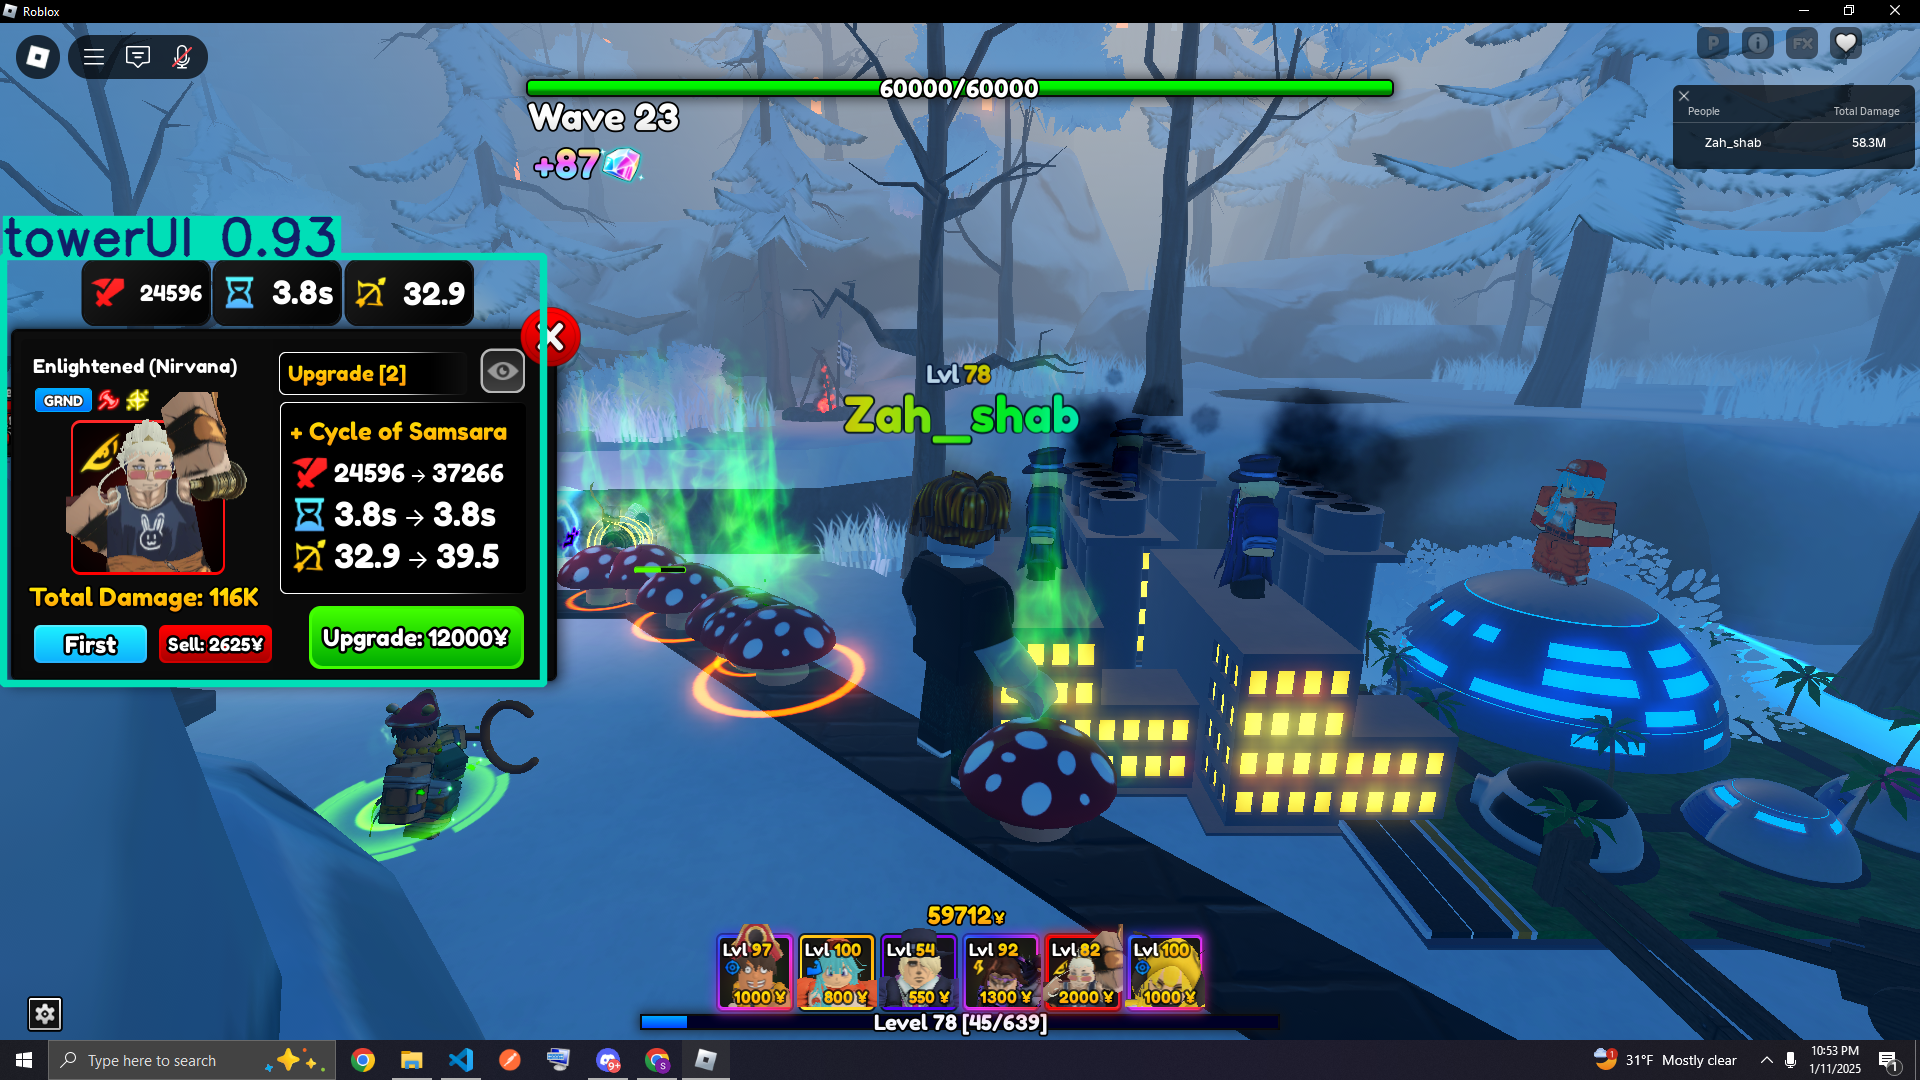 Roblox
60000/60000
Wave 23
+87
P
FX
People Total Damage
Zah_shab 58.3M
towerUI 0.93
24596 3.8s 32.9
Enlightened (Nirvana)
GRND
Upgrade [2]
+ Cycle of Samsara
24596 → 37266
3.8s → 3.8s
32.9 → 39.5
Total Damage: 116K
First
Sell: 2625¥
Upgrade: 12000¥
Lvl 78
Zah_shab
59712¥
Lvl 97 Lvl 100 Lvl 54 Lvl 92 Lvl 82 Lvl 100
1000 ¥ 800 ¥ 550 ¥ 1300 ¥ 2000 ¥ 1000 ¥
Level 78 [45/639]
Type here to search
9+
S
1
31°F Mostly clear
10:53 PM
1/11/2025
1